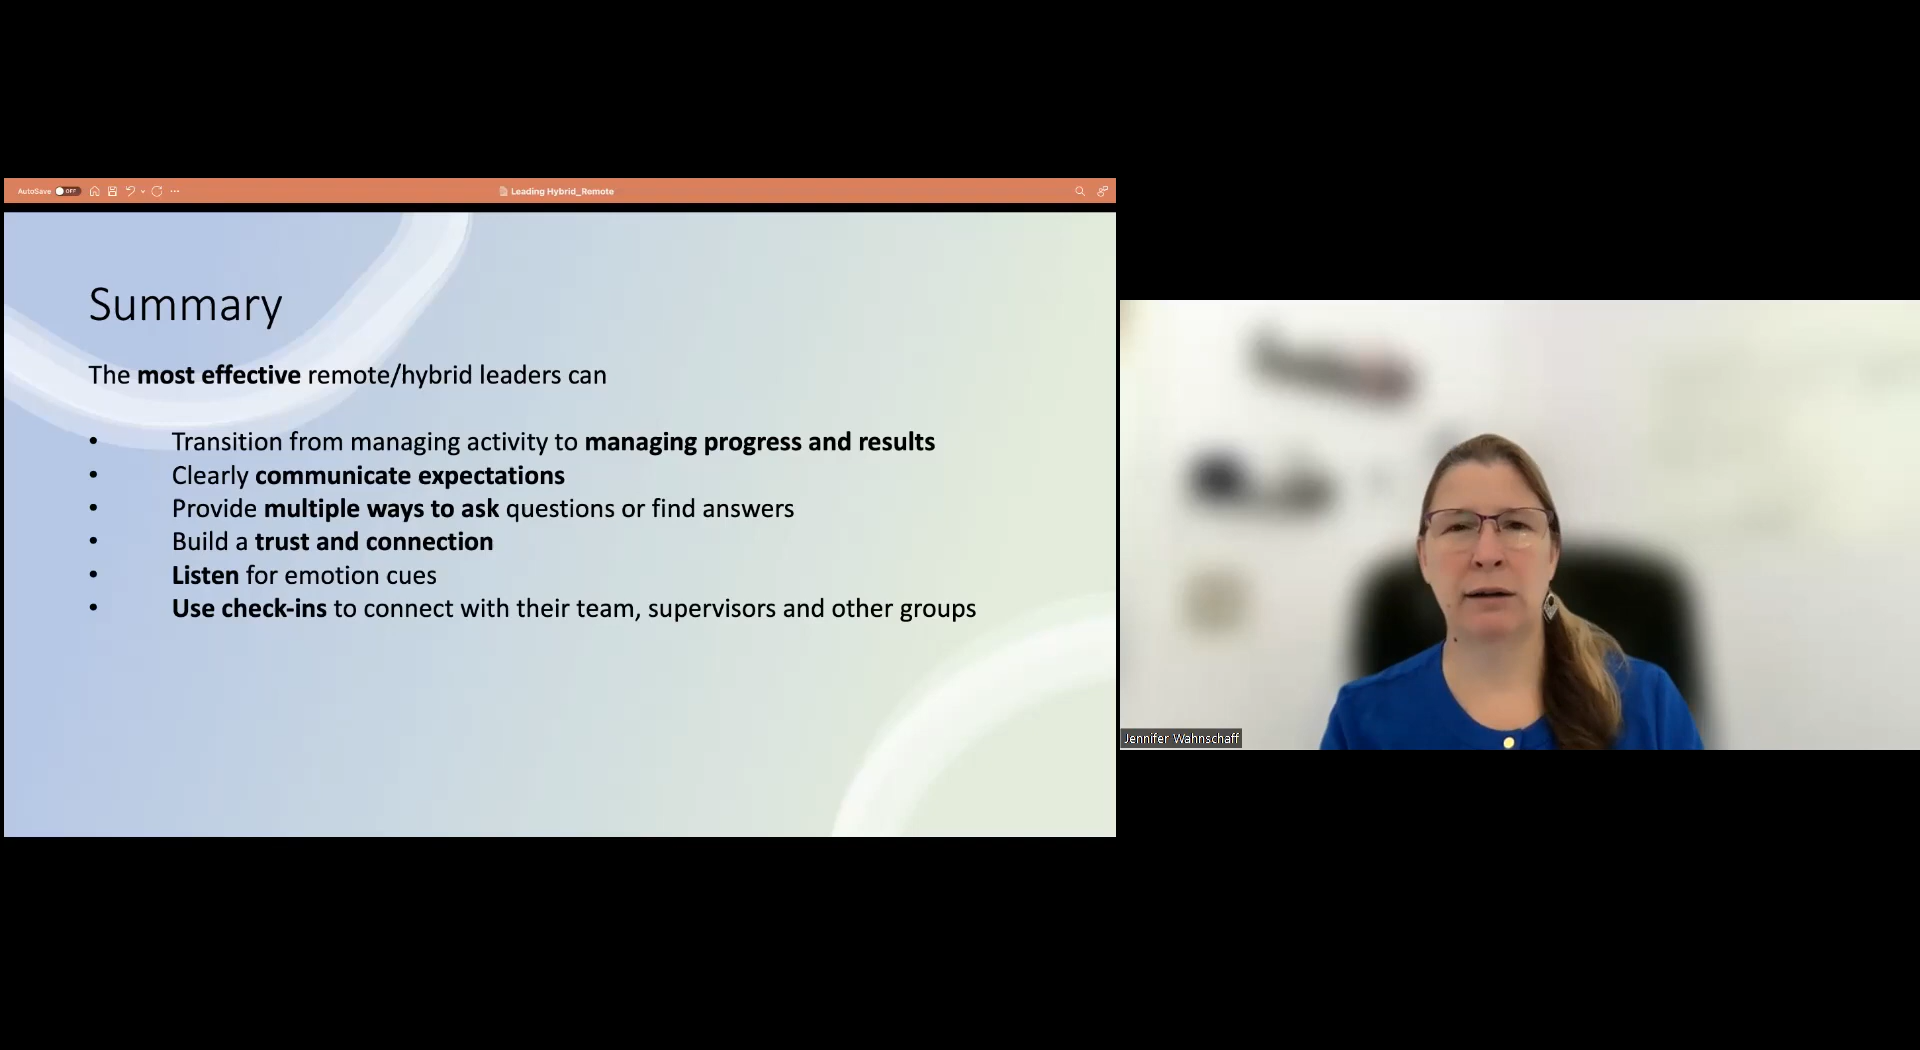 AutoSave OFF
Leading Hybrid_Remote
Summary
The most effective remote/hybrid leaders can
• Transition from managing activity to managing progress and results
• Clearly communicate expectations
• Provide multiple ways to ask questions or find answers
• Build a trust and connection
• Listen for emotion cues
• Use check-ins to connect with their team, supervisors and other groups
Jennifer Wahnschaff